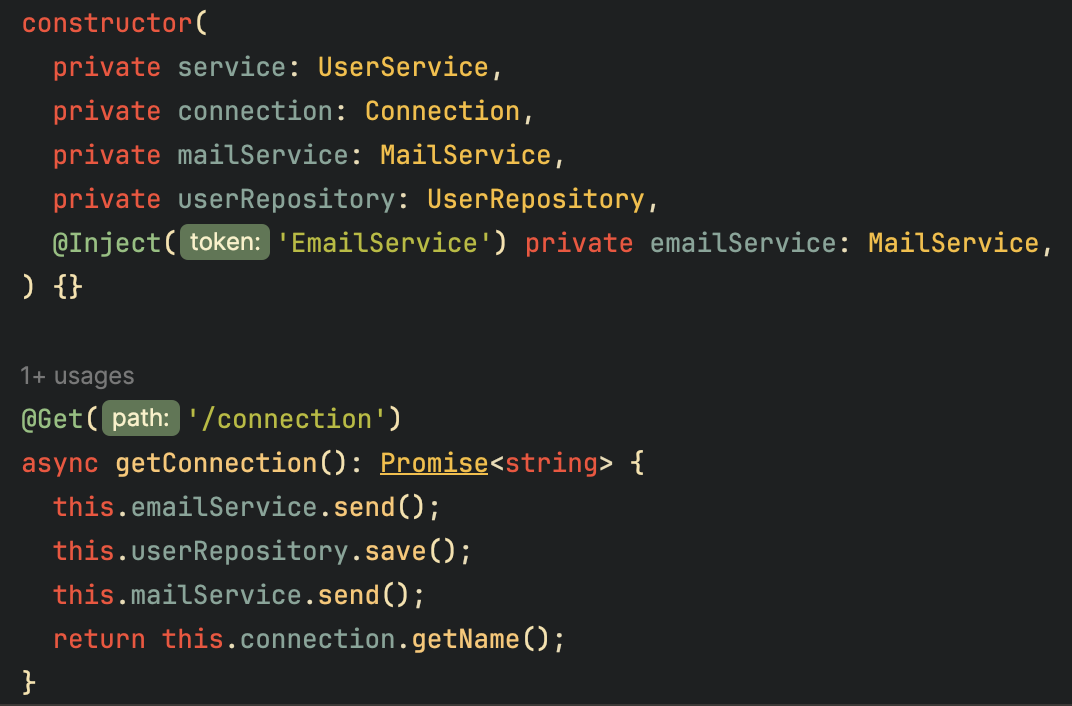 constructor(
  private service: UserService,
  private connection: Connection,
  private mailService: MailService,
  private userRepository: UserRepository,
  @Inject( token: 'EmailService') private emailService: MailService,
) {}

1+ usages
@Get( path: '/connection')
async getConnection(): Promise<string> {
  this.emailService.send();
  this.userRepository.save();
  this.mailService.send();
  return this.connection.getName();
}